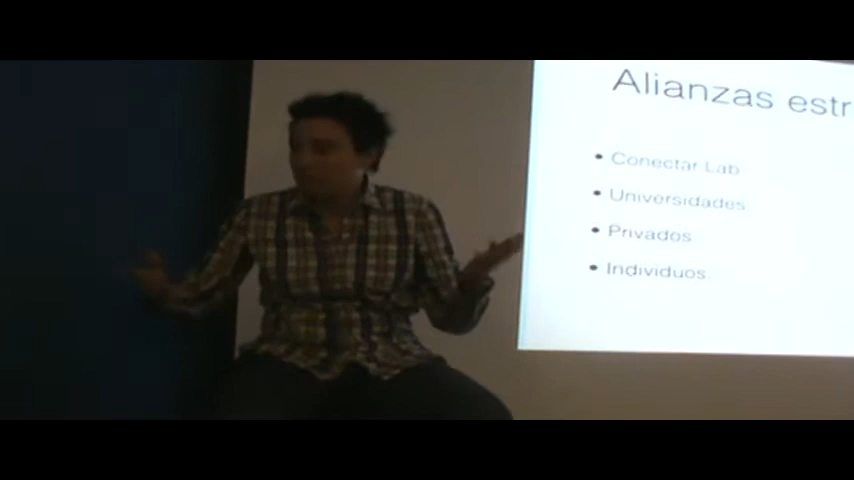 Alianzas estr
• Conectar Lab
• Universidades
• Privados
• Individuos.